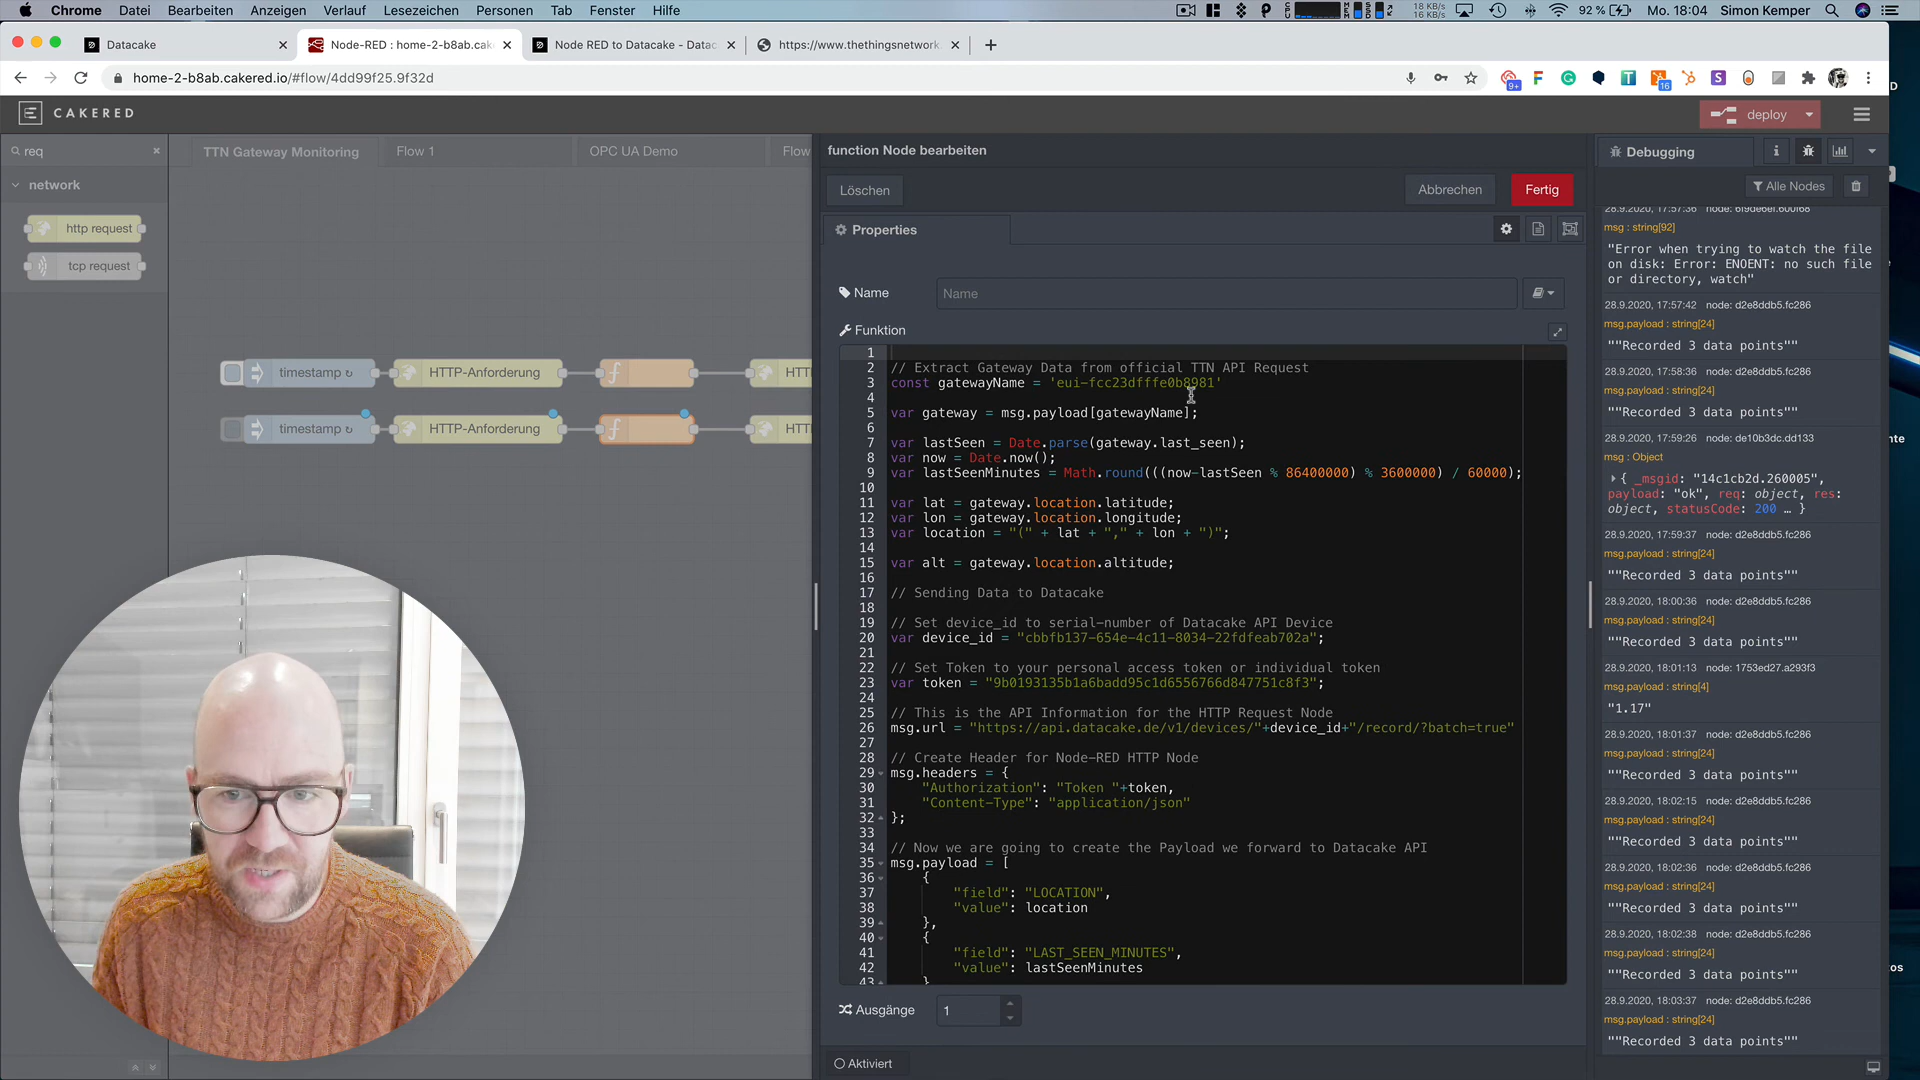 Chrome Datei Bearbeiten Anzeigen Verlauf Lesezeichen Personen Tab Fenster Hilfe
18 KB/s
16 KB/s
92 % Mo. 18:04 Simon Kemper
Datacake
Node-RED : home-2-b8ab.cake
Node RED to Datacake - Datac
https://www.thethingsnetwork.
home-2-b8ab.cakered.io/#flow/4dd99f25.9f32d
9+
16
CAKERED
deploy
req
TTN Gateway Monitoring
Flow 1
OPC UA Demo
Flow
network
http request
tcp request
timestamp ↻
HTTP-Anforderung
HTT
timestamp ↻
HTTP-Anforderung
HTT
function Node bearbeiten
Löschen
Abbrechen
Fertig
Properties
Name
Name
Funktion
1
2 // Extract Gateway Data from official TTN API Request
3 const gatewayName = 'eui-fcc23dfffe0b8981'
4
5 var gateway = msg.payload[gatewayName];
6
7 var lastSeen = Date.parse(gateway.last_seen);
8 var now = Date.now();
9 var lastSeenMinutes = Math.round(((now-lastSeen % 86400000) % 3600000) / 60000);
10
11 var lat = gateway.location.latitude;
12 var lon = gateway.location.longitude;
13 var location = "(" + lat + "," + lon + ")";
14
15 var alt = gateway.location.altitude;
16
17 // Sending Data to Datacake
18
19 // Set device_id to serial-number of Datacake API Device
20 var device_id = "cbbfb137-654e-4c11-8034-22fdfeab702a";
21
22 // Set Token to your personal access token or individual token
23 var token = "9b0193135b1a6badd95c1d6556766d847751c8f3";
24
25 // This is the API Information for the HTTP Request Node
26 msg.url = "https://api.datacake.de/v1/devices/"+device_id+"/record/?batch=true"
27
28 // Create Header for Node-RED HTTP Node
29 msg.headers = {
30 "Authorization": "Token "+token,
31 "Content-Type": "application/json"
32 };
33
34 // Now we are going to create the Payload we forward to Datacake API
35 msg.payload = [
36 {
37 "field": "LOCATION",
38 "value": location
39 },
40 {
41 "field": "LAST_SEEN_MINUTES",
42 "value": lastSeenMinutes
43 }
Ausgänge
1
Aktiviert
Debugging
Alle Nodes
28.9.2020, 17:57:36 node: 6f9de6ef.600f68
msg : string[92]
"Error when trying to watch the file
on disk: Error: ENOENT: no such file
or directory, watch"
28.9.2020, 17:57:42 node: d2e8ddb5.fc286
msg.payload : string[24]
""Recorded 3 data points""
28.9.2020, 17:58:36 node: d2e8ddb5.fc286
msg.payload : string[24]
""Recorded 3 data points""
28.9.2020, 17:59:26 node: de10b3dc.dd133
msg : Object
{ _msgid: "14c1cb2d.260005",
payload: "ok", req: object, res:
object, statusCode: 200 … }
28.9.2020, 17:59:37 node: d2e8ddb5.fc286
msg.payload : string[24]
""Recorded 3 data points""
28.9.2020, 18:00:36 node: d2e8ddb5.fc286
msg.payload : string[24]
""Recorded 3 data points""
28.9.2020, 18:01:13 node: 1753ed27.a293f3
msg.payload : string[4]
"1.17"
28.9.2020, 18:01:37 node: d2e8ddb5.fc286
msg.payload : string[24]
""Recorded 3 data points""
28.9.2020, 18:02:15 node: d2e8ddb5.fc286
msg.payload : string[24]
""Recorded 3 data points""
28.9.2020, 18:02:36 node: d2e8ddb5.fc286
msg.payload : string[24]
""Recorded 3 data points""
28.9.2020, 18:02:38 node: d2e8ddb5.fc286
msg.payload : string[24]
""Recorded 3 data points""
28.9.2020, 18:03:37 node: d2e8ddb5.fc286
msg.payload : string[24]
""Recorded 3 data points""